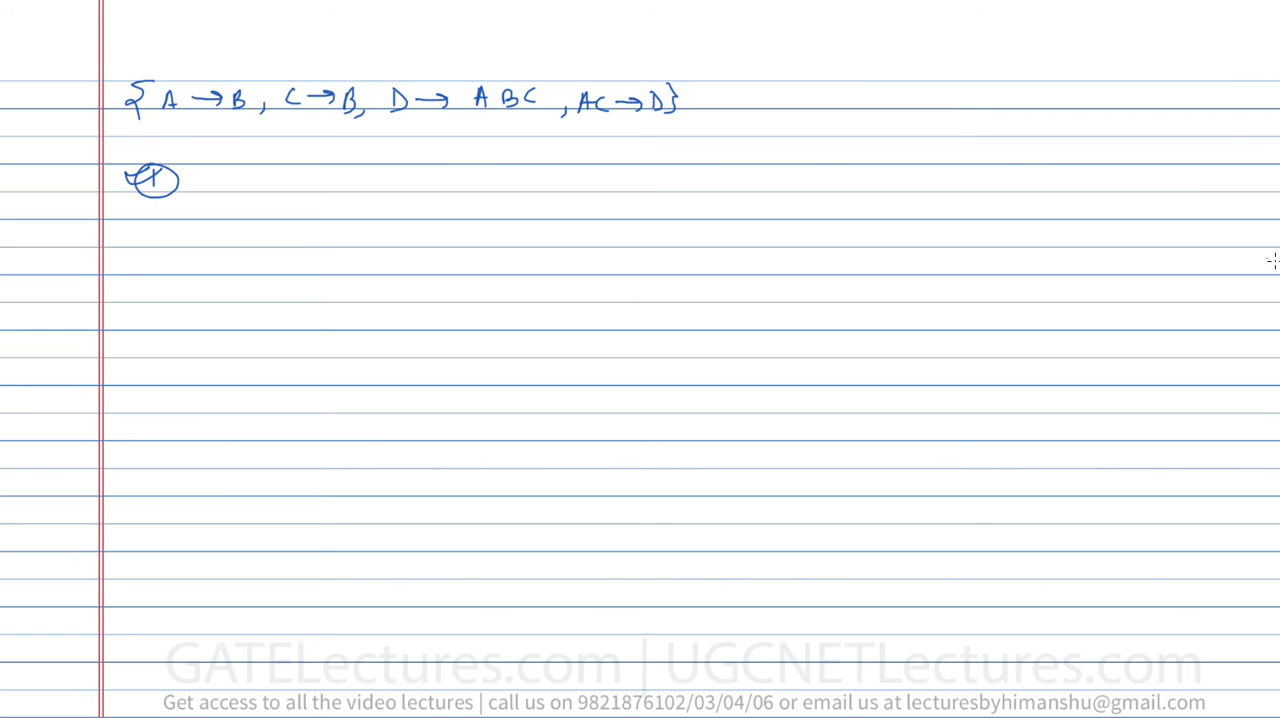 { A → B, C → B, D → ABC, AC → D}
1
GATELectures.com | UGCNETLectures.com
Get access to all the video lectures | call us on 9821876102/03/04/06 or email us at lecturesbyhimanshu@gmail.com